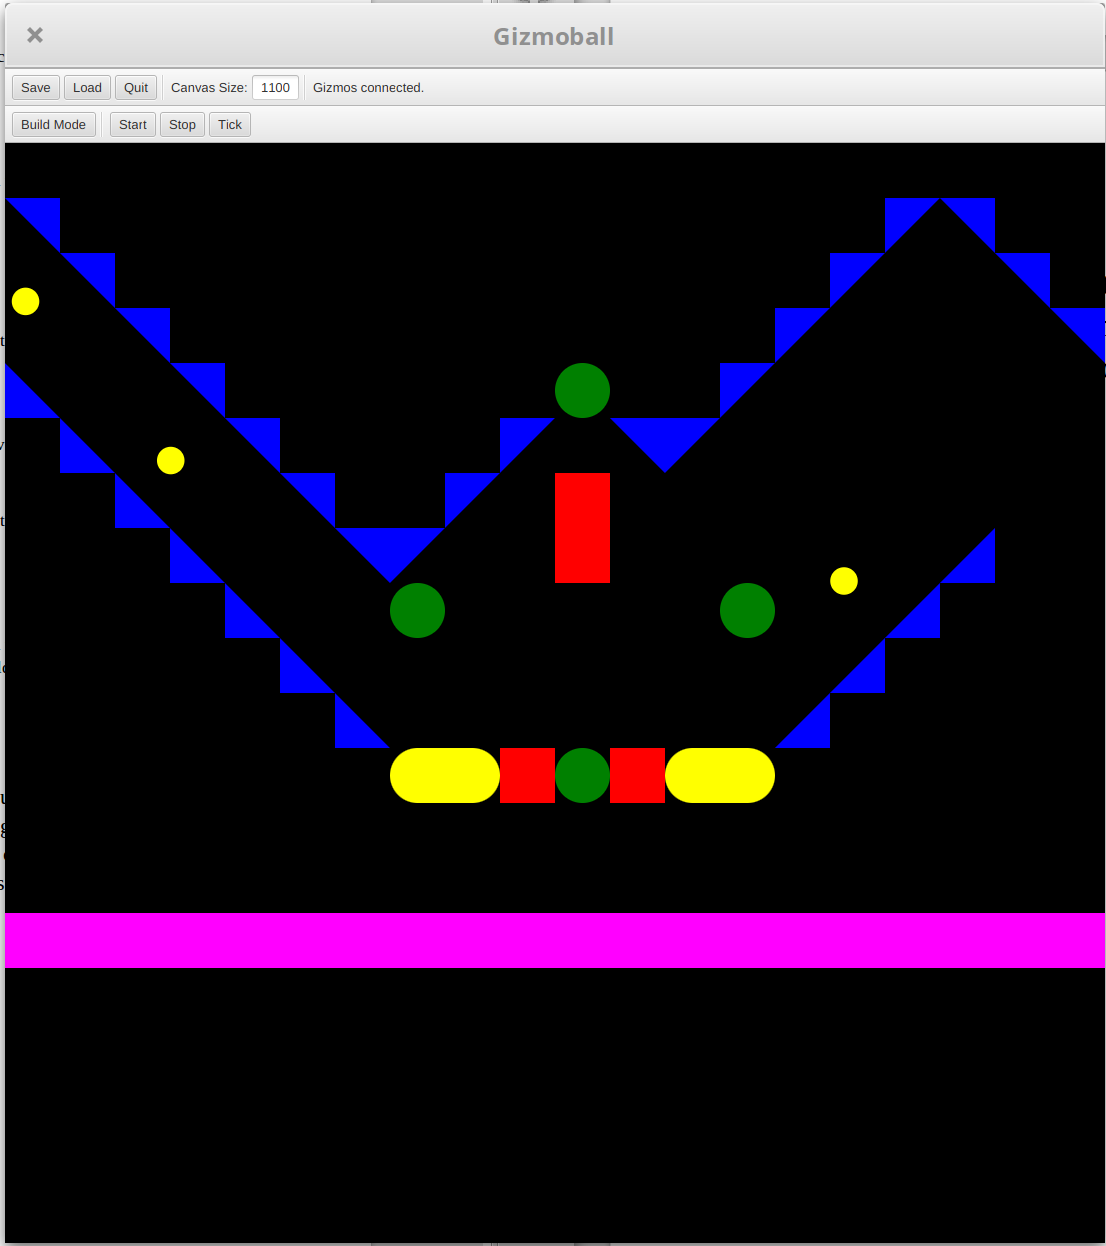 Gizmoball
Save Load Quit Canvas Size: 1100 Gizmos connected.
Build Mode Start Stop Tick